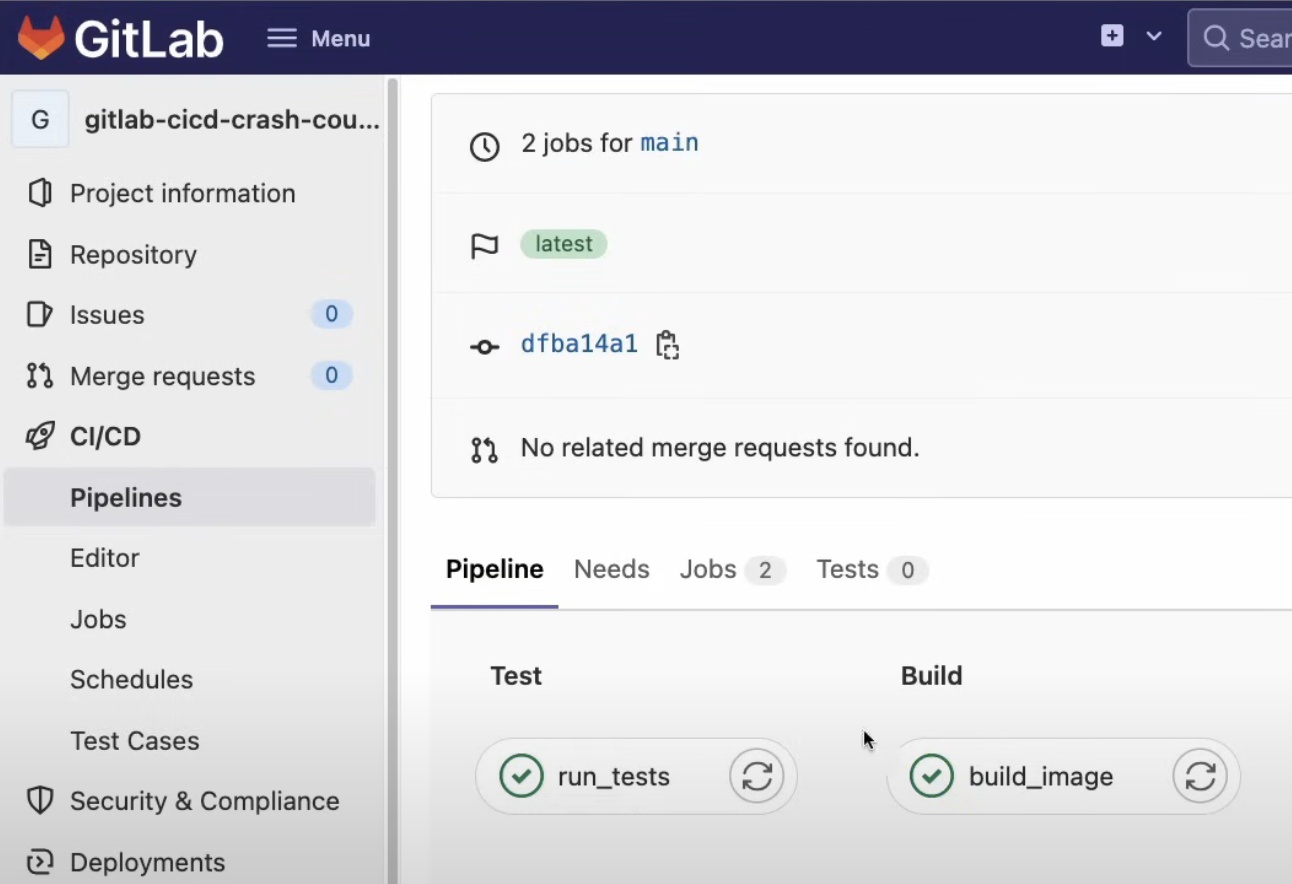 GitLab
Menu
Sear
G
gitlab-cicd-crash-cou...
Project information
Repository
Issues 0
Merge requests 0
CI/CD
Pipelines
Editor
Jobs
Schedules
Test Cases
Security & Compliance
Deployments
2 jobs for main
latest
dfba14a1
No related merge requests found.
Pipeline Needs Jobs 2 Tests 0
Test Build
run_tests build_image